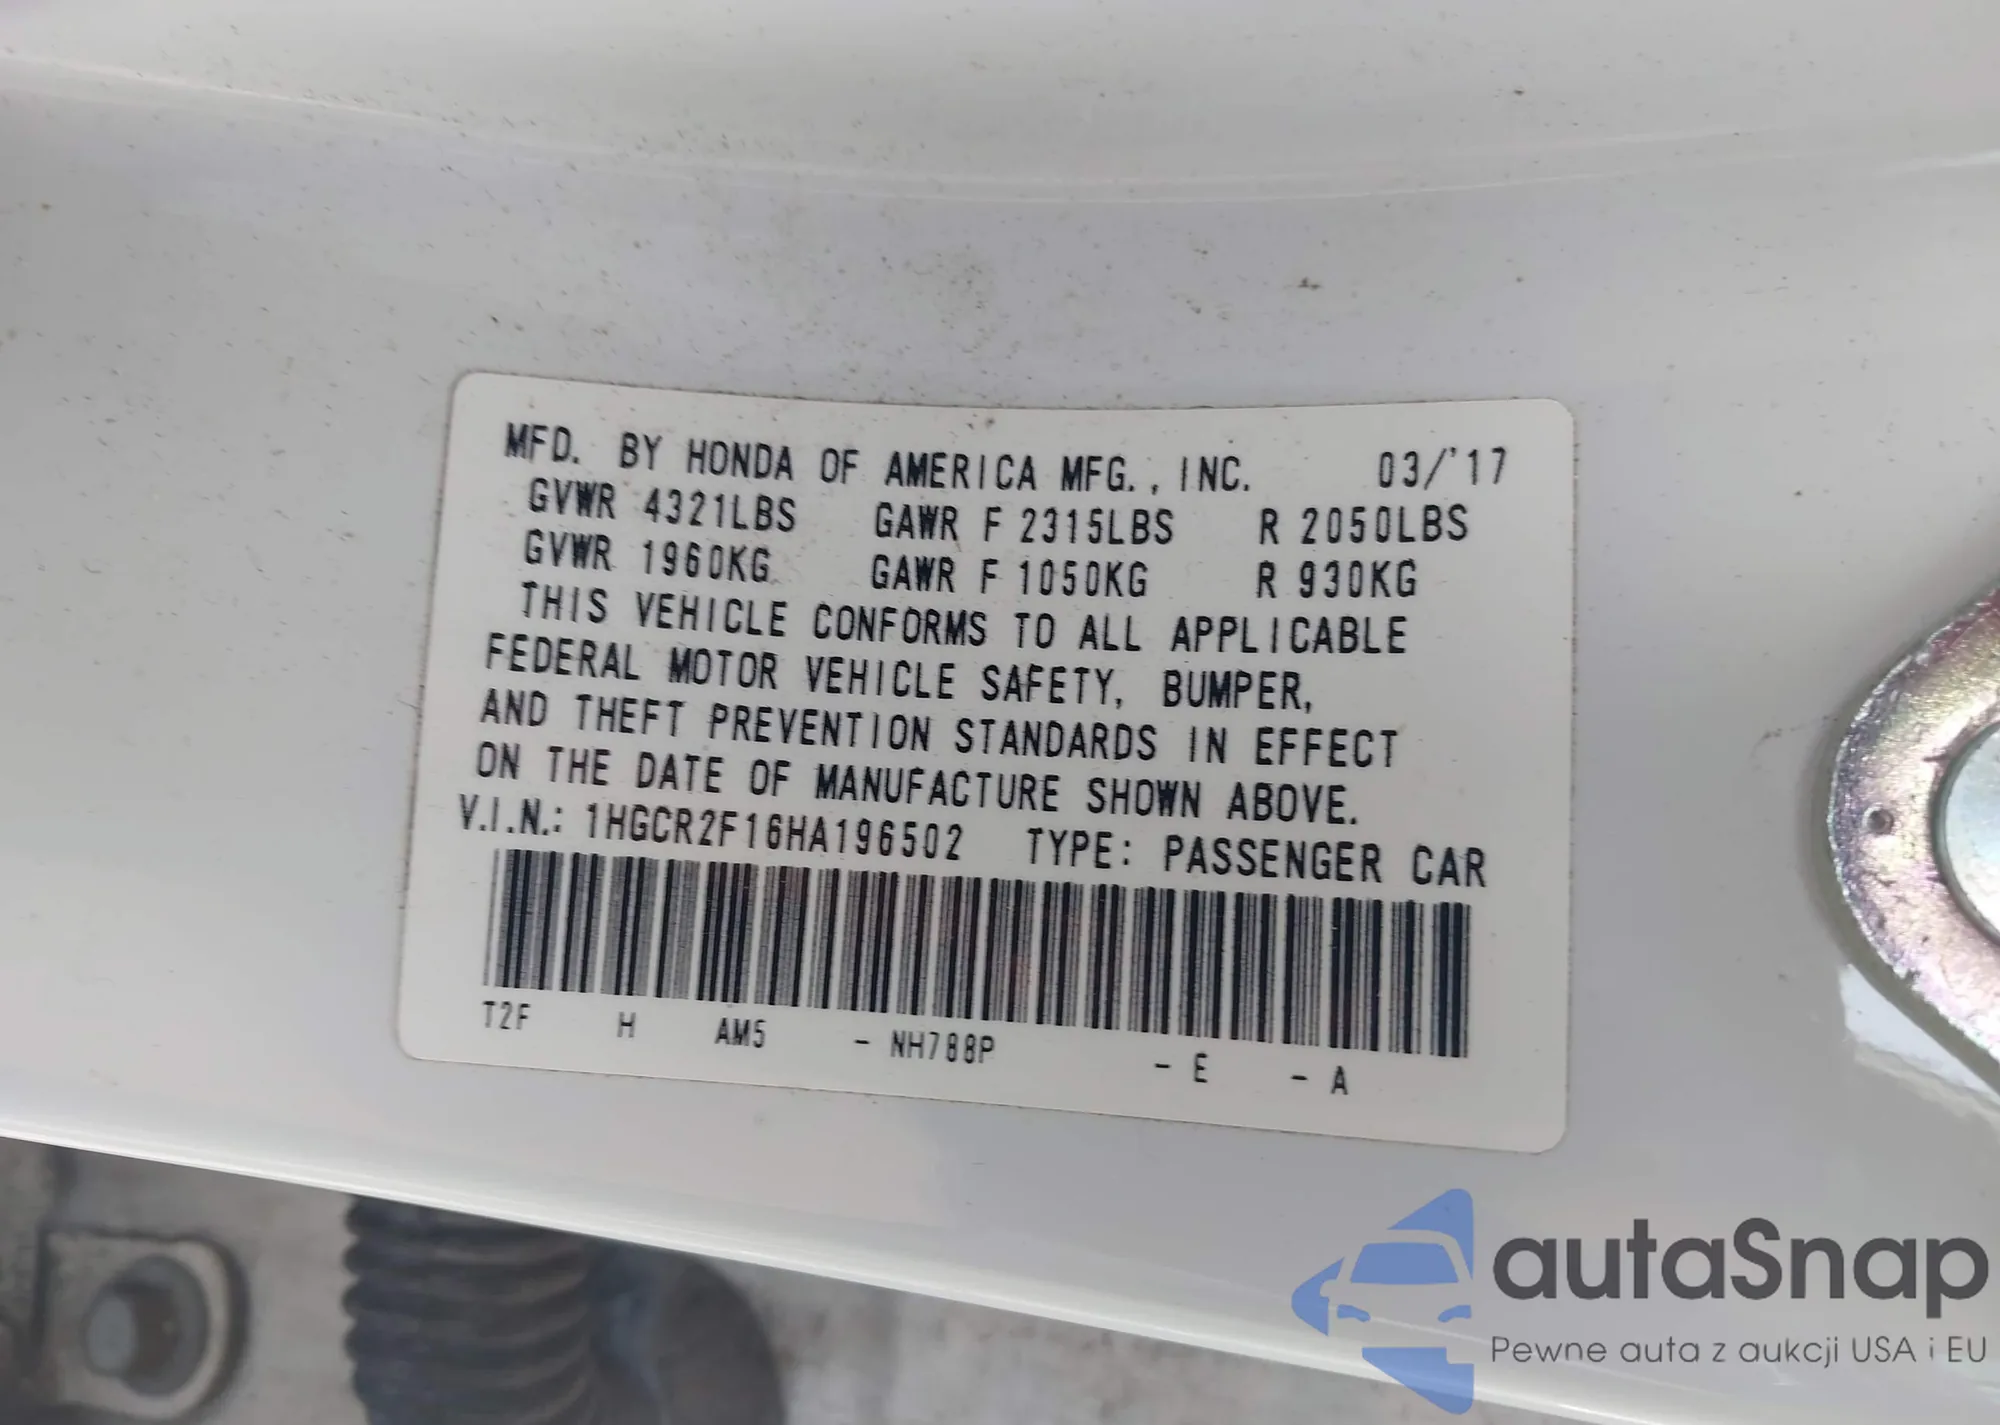 MFD. BY HONDA OF AMERICA MFG., INC. 03/'17
GVWR 4321LBS GAWR F 2315LBS R 2050LBS
GVWR 1960KG GAWR F 1050KG R 930KG
THIS VEHICLE CONFORMS TO ALL APPLICABLE
FEDERAL MOTOR VEHICLE SAFETY, BUMPER,
AND THEFT PREVENTION STANDARDS IN EFFECT
ON THE DATE OF MANUFACTURE SHOWN ABOVE.
V.I.N.: 1HGCR2F16HA196502 TYPE: PASSENGER CAR
T2F H AM5 - NH788P - E - A
autaSnap
Pewne auta z aukcji USA i EU